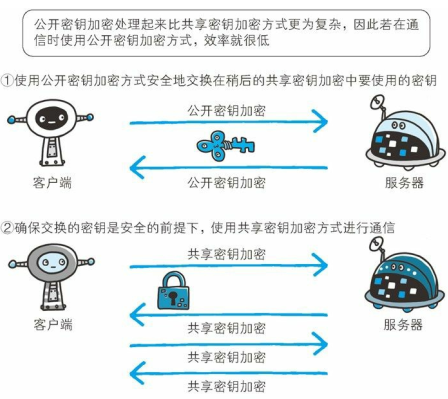 公开密钥加密处理起来比共享密钥加密方式更为复杂，因此若在通
信时使用公开密钥加密方式，效率就很低
①使用公开密钥加密方式安全地交换在稍后的共享密钥加密中要使用的密钥
公开密钥加密
公开密钥加密
客户端
服务器
②确保交换的密钥是安全的前提下，使用共享密钥加密方式进行通信
共享密钥加密
客户端
服务器
共享密钥加密
共享密钥加密
共享密钥加密